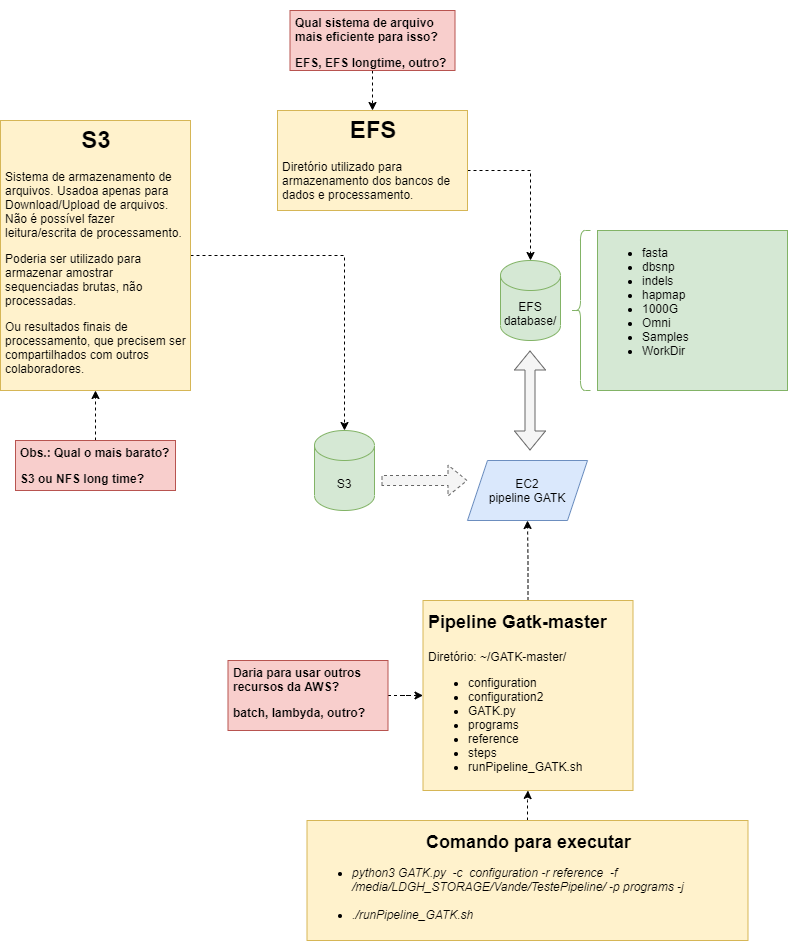 Qual sistema de arquivo
mais eficiente para isso?
EFS, EFS longtime, outro?
EFS
Diretório utilizado para
armazenamento dos bancos de
dados e processamento.
S3
Sistema de armazenamento de
arquivos. Usadoa apenas para
Download/Upload de arquivos.
Não é possível fazer
leitura/escrita de processamento.
Poderia ser utilizado para
armazenar amostrar
sequenciadas brutas, não
processadas.
Ou resultados finais de
processamento, que precisem ser
compartilhados com outros
colaboradores.
EFS
database/
fasta
dbsnp
indels
hapmap
1000G
Omni
Samples
WorkDir
Obs.: Qual o mais barato?
S3 ou NFS long time?
S3
EC2
pipeline GATK
Pipeline Gatk-master
Diretório: ~/GATK-master/
configuration
configuration2
GATK.py
programs
reference
steps
runPipeline_GATK.sh
Daria para usar outros
recursos da AWS?
batch, lambyda, outro?
Comando para executar
python3 GATK.py -c configuration -r reference -f
/media/LDGH_STORAGE/Vande/TestePipeline/ -p programs -j
./runPipeline_GATK.sh